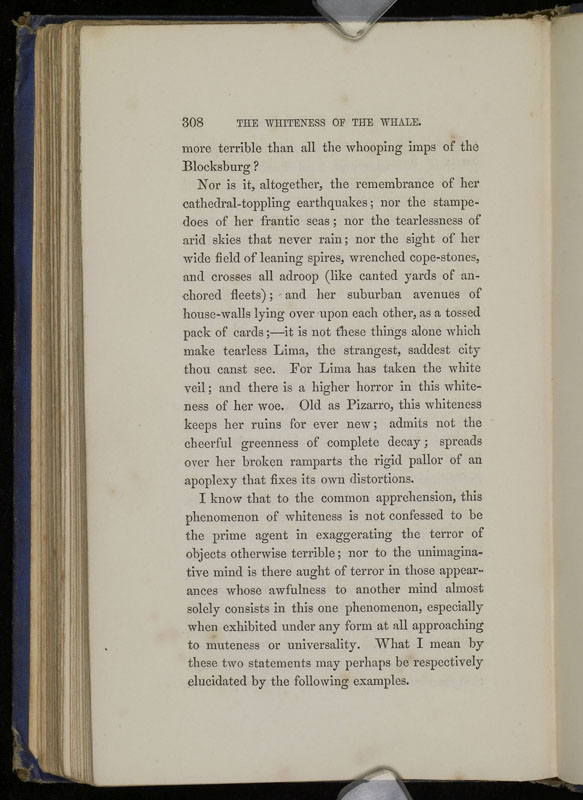 308 THE WHITENESS OF THE WHALE.
more terrible than all the whooping imps of the
Blocksburg?
Nor is it, altogether, the remembrance of her
cathedral-toppling earthquakes; nor the stampe-
does of her frantic seas; nor the tearlessness of
arid skies that never rain; nor the sight of her
wide field of leaning spires, wrenched cope-stones,
and crosses all adroop (like canted yards of an-
chored fleets); and her suburban avenues of
house-walls lying over upon each other, as a tossed
pack of cards;—it is not these things alone which
make tearless Lima, the strangest, saddest city
thou canst see. For Lima has taken the white
veil; and there is a higher horror in this white-
ness of her woe. Old as Pizarro, this whiteness
keeps her ruins for ever new; admits not the
cheerful greenness of complete decay; spreads
over her broken ramparts the rigid pallor of an
apoplexy that fixes its own distortions.
I know that to the common apprehension, this
phenomenon of whiteness is not confessed to be
the prime agent in exaggerating the terror of
objects otherwise terrible; nor to the unimagina-
tive mind is there aught of terror in those appear-
ances whose awfulness to another mind almost
solely consists in this one phenomenon, especially
when exhibited under any form at all approaching
to muteness or universality. What I mean by
these two statements may perhaps be respectively
elucidated by the following examples.